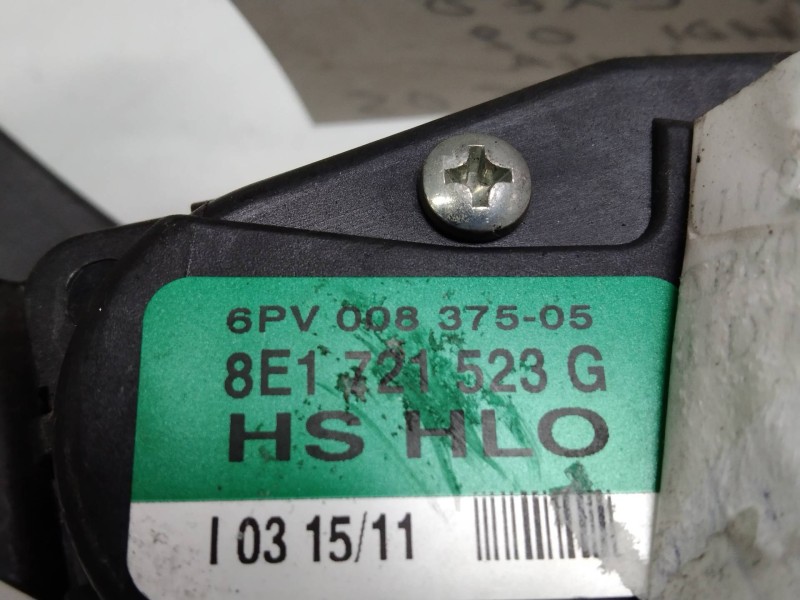 6PV 008 375-05
8E1 721 523 G
HS HLO
I 03 15/11